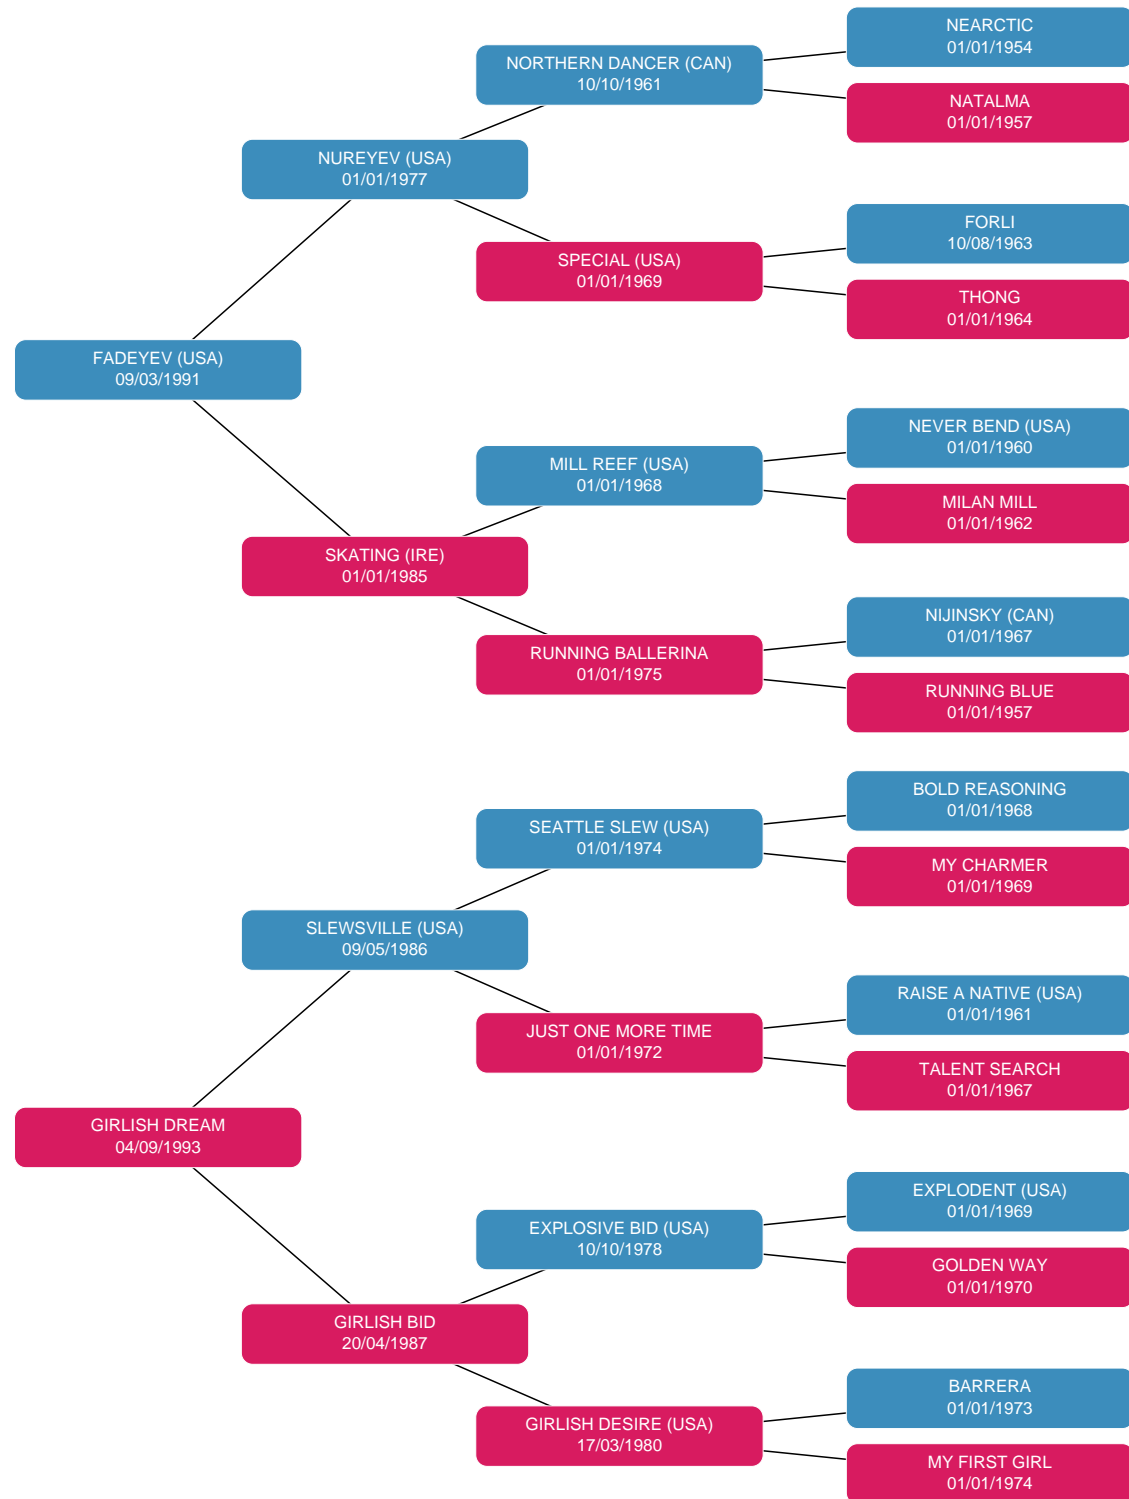 NEARCTIC
01/01/1954
NORTHERN DANCER (CAN)
10/10/1961
NATALMA
01/01/1957
NUREYEV (USA)
01/01/1977
FORLI
10/08/1963
SPECIAL (USA)
01/01/1969
THONG
01/01/1964
FADEYEV (USA)
09/03/1991
NEVER BEND (USA)
01/01/1960
MILL REEF (USA)
01/01/1968
MILAN MILL
01/01/1962
SKATING (IRE)
01/01/1985
NIJINSKY (CAN)
01/01/1967
RUNNING BALLERINA
01/01/1975
RUNNING BLUE
01/01/1957
BOLD REASONING
01/01/1968
SEATTLE SLEW (USA)
01/01/1974
MY CHARMER
01/01/1969
SLEWSVILLE (USA)
09/05/1986
RAISE A NATIVE (USA)
01/01/1961
JUST ONE MORE TIME
01/01/1972
TALENT SEARCH
01/01/1967
GIRLISH DREAM
04/09/1993
EXPLODENT (USA)
01/01/1969
EXPLOSIVE BID (USA)
10/10/1978
GOLDEN WAY
01/01/1970
GIRLISH BID
20/04/1987
BARRERA
01/01/1973
GIRLISH DESIRE (USA)
17/03/1980
MY FIRST GIRL
01/01/1974